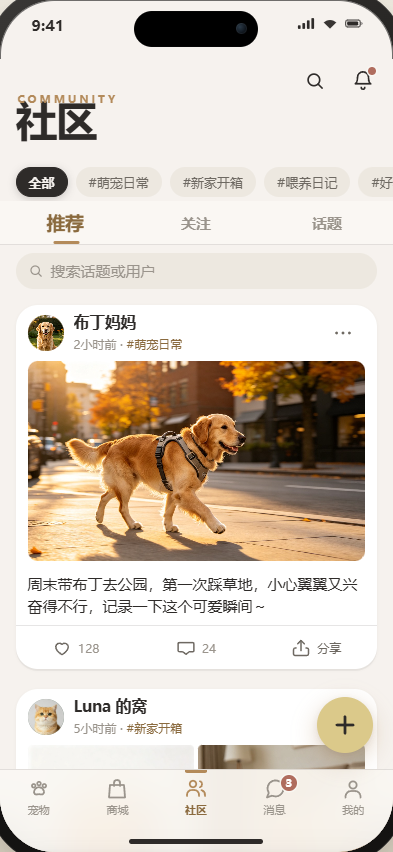 9:41
COMMUNITY
社区
全部 #萌宠日常 #新家开箱 #喂养日记 #好
推荐 关注 话题
搜索话题或用户
布丁妈妈
2小时前 · #萌宠日常
周末带布丁去公园，第一次踩草地，小心翼翼又兴
奋得不行，记录一下这个可爱瞬间～
128 24 分享
Luna 的窝
5小时前 · #新家开箱
3
宠物 商城 社区 消息 我的